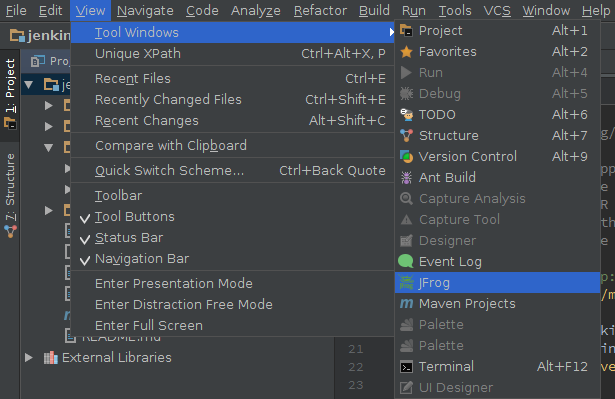 File Edit View Navigate Code Analyze Refactor Build Run Tools VCS Window Help
jenkin
Tool Windows
Unique XPath Ctrl+Alt+X, P
Recent Files Ctrl+E
Recently Changed Files Ctrl+Shift+E
Recent Changes Alt+Shift+C
Compare with Clipboard
Quick Switch Scheme... Ctrl+Back Quote
Toolbar
Tool Buttons
Status Bar
Navigation Bar
Enter Presentation Mode
Enter Distraction Free Mode
Enter Full Screen
Project Alt+1
Favorites Alt+2
Run Alt+4
Debug Alt+5
TODO Alt+6
Structure Alt+7
Version Control Alt+9
Ant Build
Capture Analysis
Capture Tool
Designer
Event Log
JFrog
Maven Projects
Palette
Palette
Terminal Alt+F12
UI Designer
1: Project
7: Structure
Pro
je
README.md
External Libraries
21
22
23